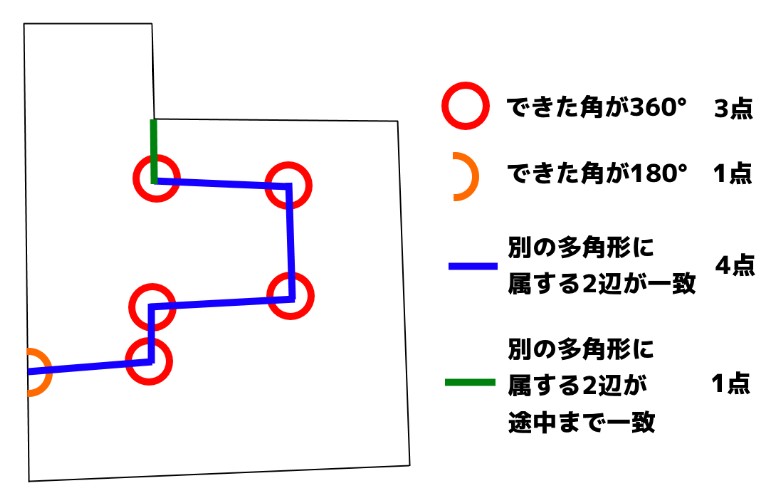 できた角が360° 3点
できた角が180° 1点
別の多角形に
属する2辺が一致 4点
別の多角形に
属する2辺が 1点
途中まで一致